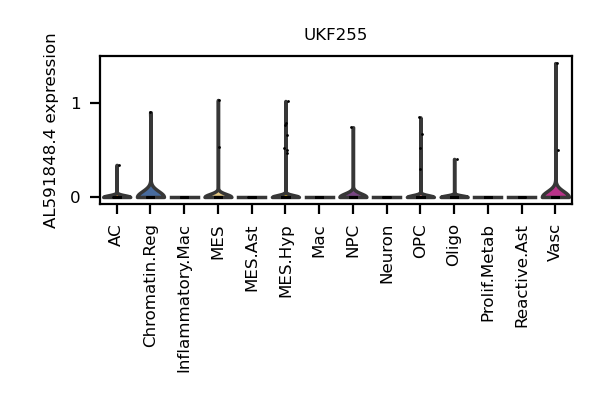 UKF255
AL591848.4 expression
1
0
AC
Chromatin.Reg
Inflammatory.Mac
MES
MES.Ast
MES.Hyp
Mac
NPC
Neuron
OPC
Oligo
Prolif.Metab
Reactive.Ast
Vasc